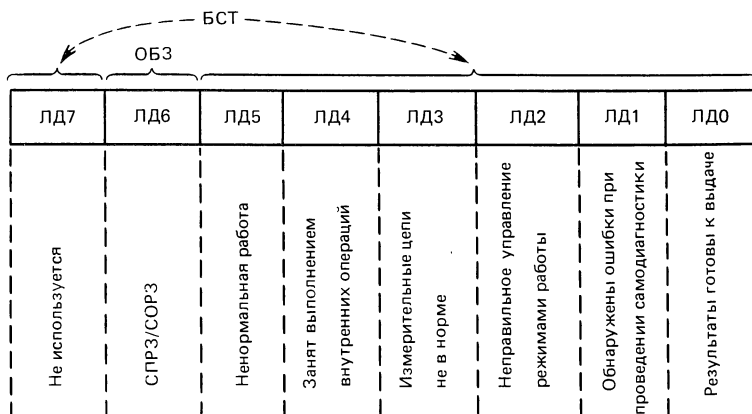 БСТ
ОБЗ
ЛД7 ЛД6 ЛД5 ЛД4 ЛД3 ЛД2 ЛД1 ЛД0
Не используется
СПРЗ/СОРЗ
Ненормальная работа
Занят выполнением
внутренних операций
Измерительные цепи
не в норме
Неправильное управление
режимами работы
Обнаружены ошибки при
проведении самодиагностики
Результаты готовы к выдаче